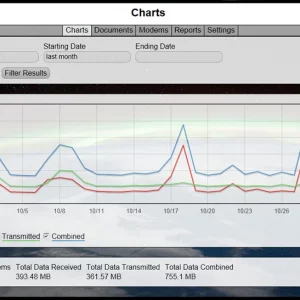 Charts
Charts Documents Modems Reports Settings
Starting Date Ending Date
last month
Filter Results
10/5 10/8 10/11 10/14 10/17 10/20 10/23 10/26
Transmitted Combined
Total Data Received Total Data Transmitted Total Data Combined
393.48 MB 361.57 MB 755.1 MB